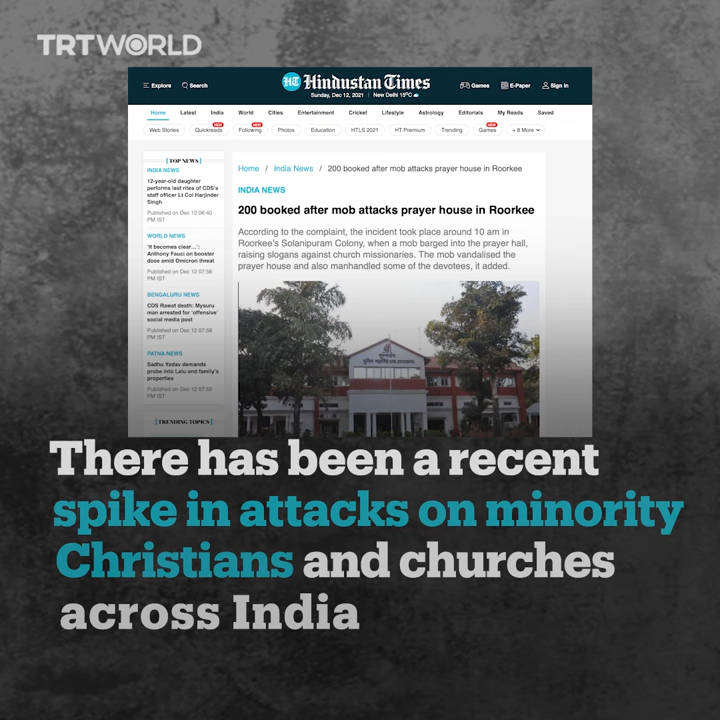 TRTWORLD
Explore Search
HT Hindustan Times
Games E-Paper Sign in
Sunday, Dec 12, 2021 | New Delhi 15ºC
Home Latest India World Cities Entertainment Cricket Lifestyle Astrology Editorials My Reads Saved
Web Stories Quickreads NEW Following NEW Photos Education HTLS 2021 HT Premium Trending Games NEW + 8 More
[ TOP NEWS ]
INDIA NEWS
12-year-old daughter
performs last rites of CDS's
staff officer Lt Col Harjinder
Singh
Published on Dec 12 08:40
PM IST
WORLD NEWS
'It becomes clear...':
Anthony Fauci on booster
dose amid Omicron threat
Published on Dec 12 07:56
PM IST
BENGALURU NEWS
CDS Rawat death: Mysuru
man arrested for 'offensive'
social media post
Published on Dec 12 07:58
PM IST
PATNA NEWS
Sadhu Yadav demands
probe into Lalu and family's
properties
Published on Dec 12 07:55
PM IST
[ TRENDING TOPICS ]
Home / India News / 200 booked after mob attacks prayer house in Roorkee
INDIA NEWS
200 booked after mob attacks prayer house in Roorkee
According to the complaint, the incident took place around 10 am in
Roorkee's Solanipuram Colony, when a mob barged into the prayer hall,
raising slogans against church missionaries. The mob vandalised the
prayer house and also manhandled some of the devotees, it added.
There has been a recent
spike in attacks on minority
Christians and churches
across India